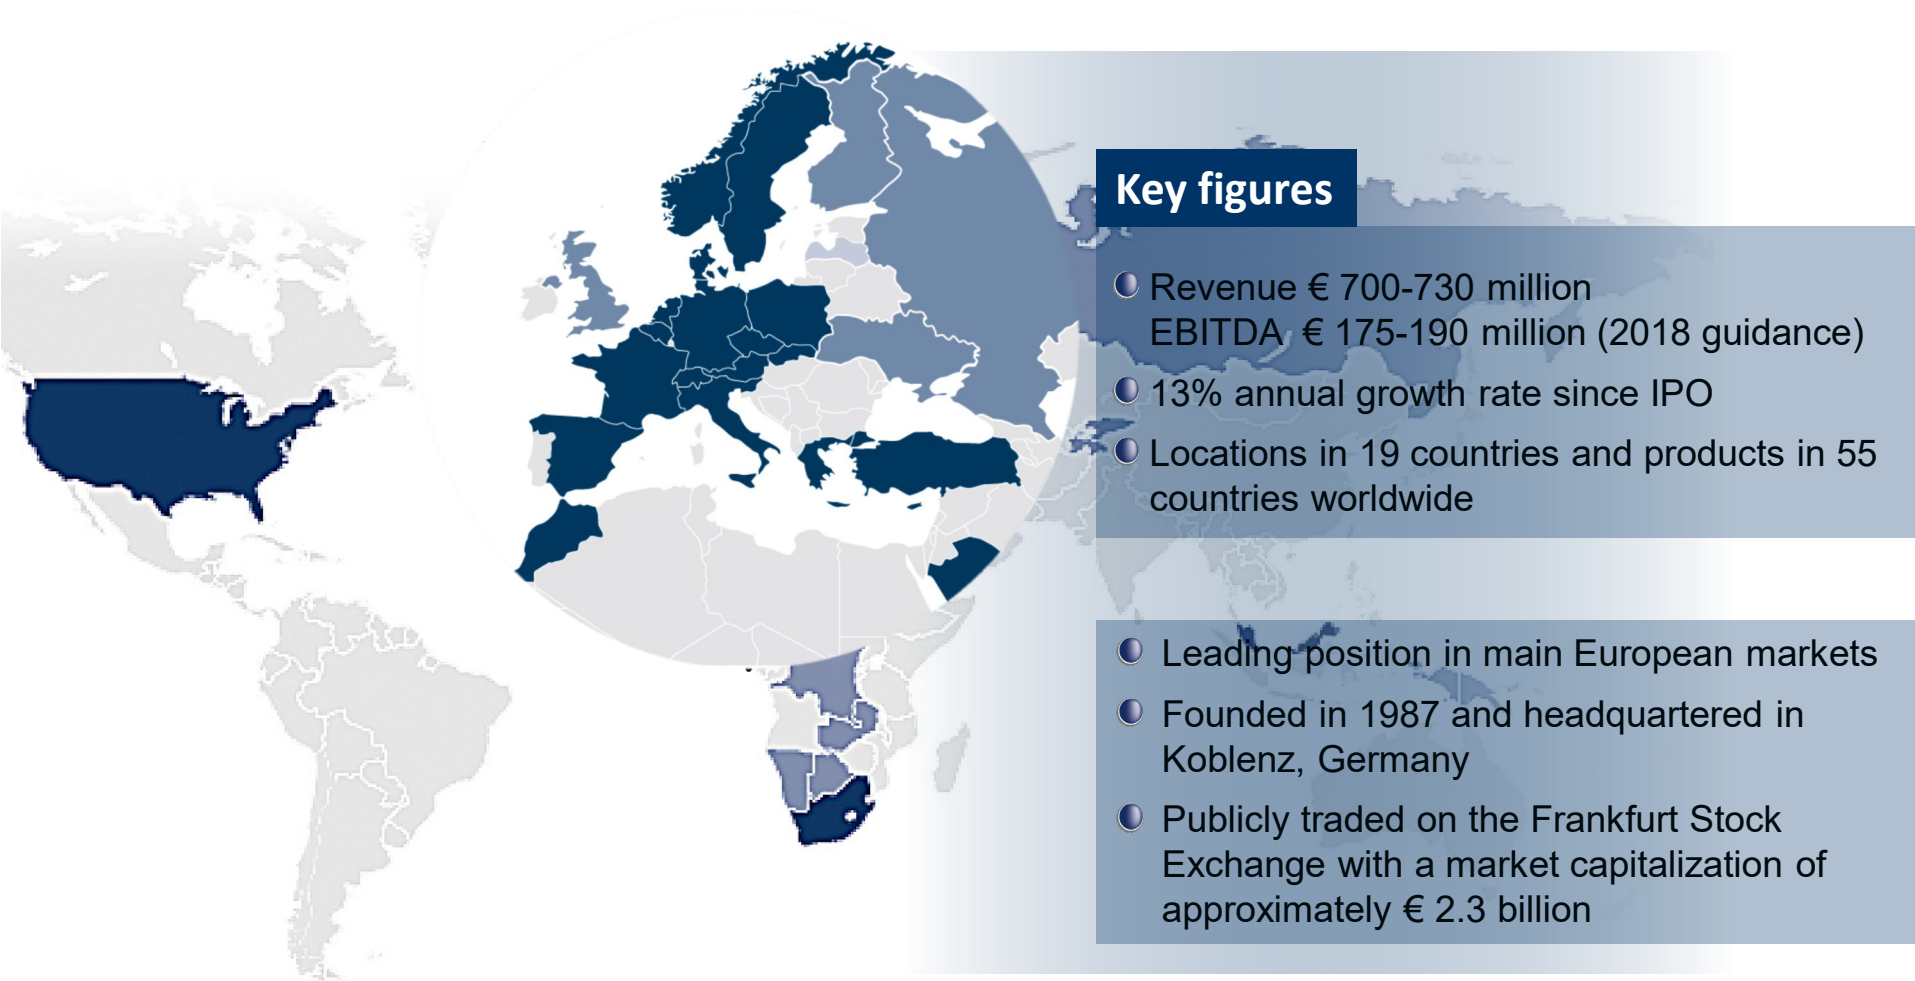 Key figures
Revenue € 700-730 million
EBITDA € 175-190 million (2018 guidance)
13% annual growth rate since IPO
Locations in 19 countries and products in 55
countries worldwide
Leading position in main European markets
Founded in 1987 and headquartered in
Koblenz, Germany
Publicly traded on the Frankfurt Stock
Exchange with a market capitalization of
approximately € 2.3 billion